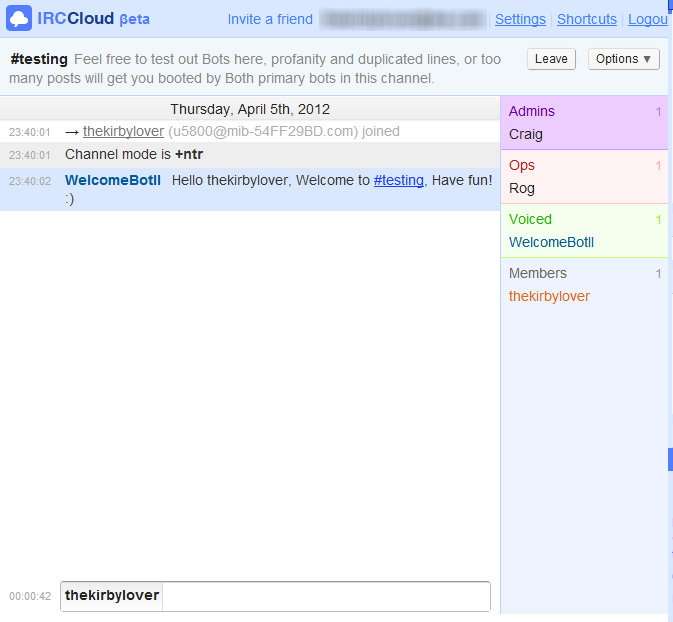 IRCCloud βeta
Invite a friend
Settings | Shortcuts | Logou
#testing Feel free to test out Bots here, profanity and duplicated lines, or too
many posts will get you booted by Both primary bots in this channel.
Leave
Options ▼
Thursday, April 5th, 2012
23:40:01 → thekirbylover (u5800@mib-54FF29BD.com) joined
23:40:01 Channel mode is +ntr
23:40:02 WelcomeBotII Hello thekirbylover, Welcome to #testing, Have fun!
:)
Admins 1
Craig
Ops 1
Rog
Voiced 1
WelcomeBotII
Members 1
thekirbylover
00:00:42 thekirbylover